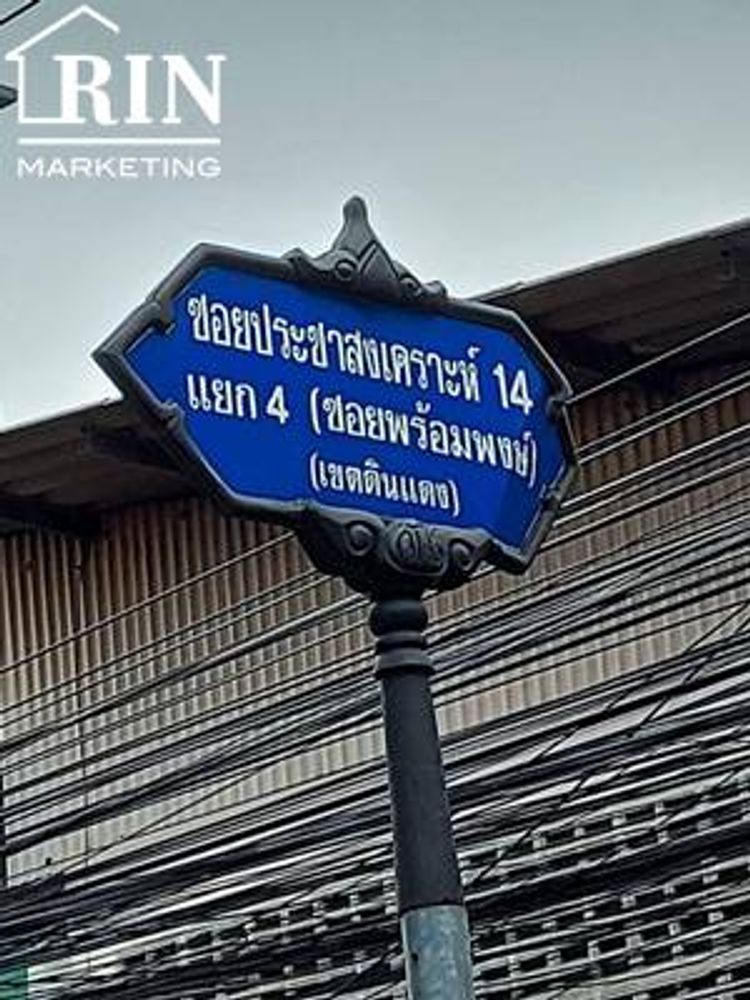 RIN
MARKETING
ซอยประชาสงเคราะห์ 14
แยก 4 (ซอยพร้อมพงษ์)
(เขตดินแดง)